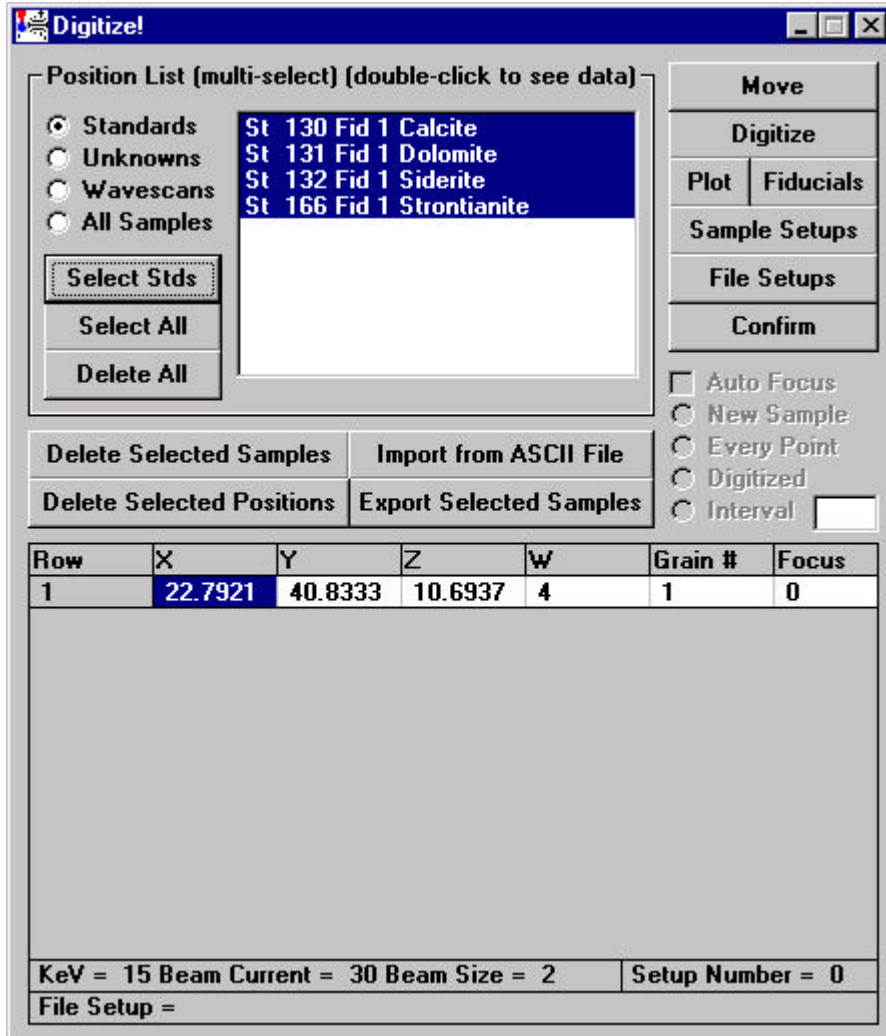 Digitize!
Position List (multi-select) (double-click to see data)
Standards
Unknowns
Wavescans
All Samples
Select Stds
Select All
Delete All
St 130 Fid 1 Calcite
St 131 Fid 1 Dolomite
St 132 Fid 1 Siderite
St 166 Fid 1 Strontianite
Move
Digitize
Plot Fiducials
Sample Setups
File Setups
Confirm
Auto Focus
New Sample
Every Point
Digitized
Interval
Delete Selected Samples Import from ASCII File
Delete Selected Positions Export Selected Samples
Row X Y Z W Grain # Focus
1 22.7921 40.8333 10.6937 4 1 0
KeV = 15 Beam Current = 30 Beam Size = 2 Setup Number = 0
File Setup =